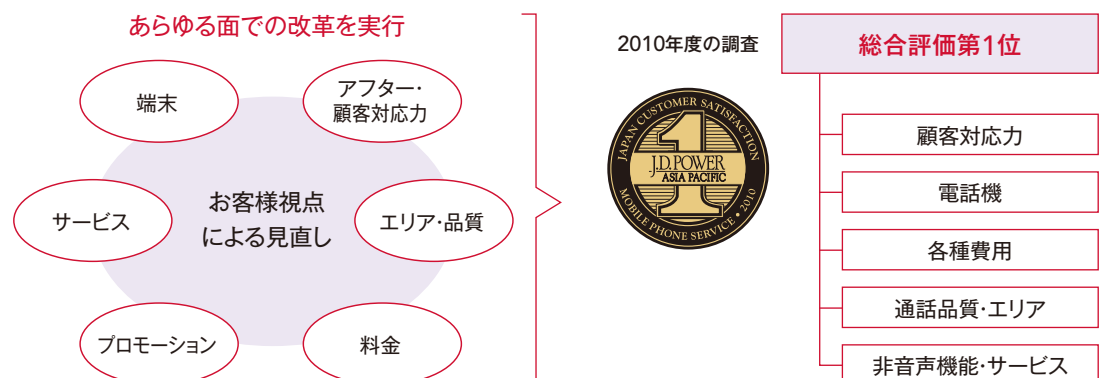 あらゆる面での改革を実行
端末
アフター・
顧客対応力
サービス
お客様視点
による見直し
エリア・品質
プロモーション
料金
2010年度の調査
JAPAN CUSTOMER SATISFACTION
1
J.D.POWER
ASIA PACIFIC
MOBILE PHONE SERVICE • 2010
総合評価第1位
顧客対応力
電話機
各種費用
通話品質・エリア
非音声機能・サービス